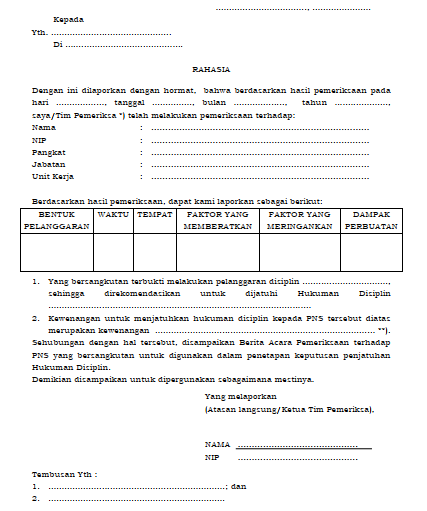 ..................................., ......................
Kepada
Yth. ..............................................
Di .............................................
RAHASIA
Dengan ini dilaporkan dengan hormat, bahwa berdasarkan hasil pemeriksaan pada
hari .................., tanggal ..............., bulan ...................., tahun .....................,
saya/Tim Pemeriksa *) telah melakukan pemeriksaan terhadap:
Nama : ...................................................................................
NIP : ...................................................................................
Pangkat : ...................................................................................
Jabatan : ...................................................................................
Unit Kerja : ...................................................................................
Berdasarkan hasil pemeriksaan, dapat kami laporkan sebagai berikut:
BENTUK PELANGGARAN WAKTU TEMPAT FAKTOR YANG MEMBERATKAN FAKTOR YANG MERINGANKAN DAMPAK PERBUATAN
1. Yang bersangkutan terbukti melakukan pelanggaran disiplin ................................,
sehingga direkomendasikan untuk dijatuhi Hukuman Disiplin
....................................................................................................
2. Kewenangan untuk menjatuhkan hukuman disiplin kepada PNS tersebut diatas
merupakan kewenangan .................................................................................... **).
Sehubungan dengan hal tersebut, disampaikan Berita Acara Pemeriksaan terhadap
PNS yang bersangkutan untuk digunakan dalam penetapan keputusan penjatuhan
Hukuman Disiplin.
Demikian disampaikan untuk dipergunakan sebagaimana mestinya.
Yang melaporkan
(Atasan langsung/Ketua Tim Pemeriksa),
NAMA .............................................
NIP .............................................
Tembusan Yth :
1. ...................................................................; dan
2. ...................................................................